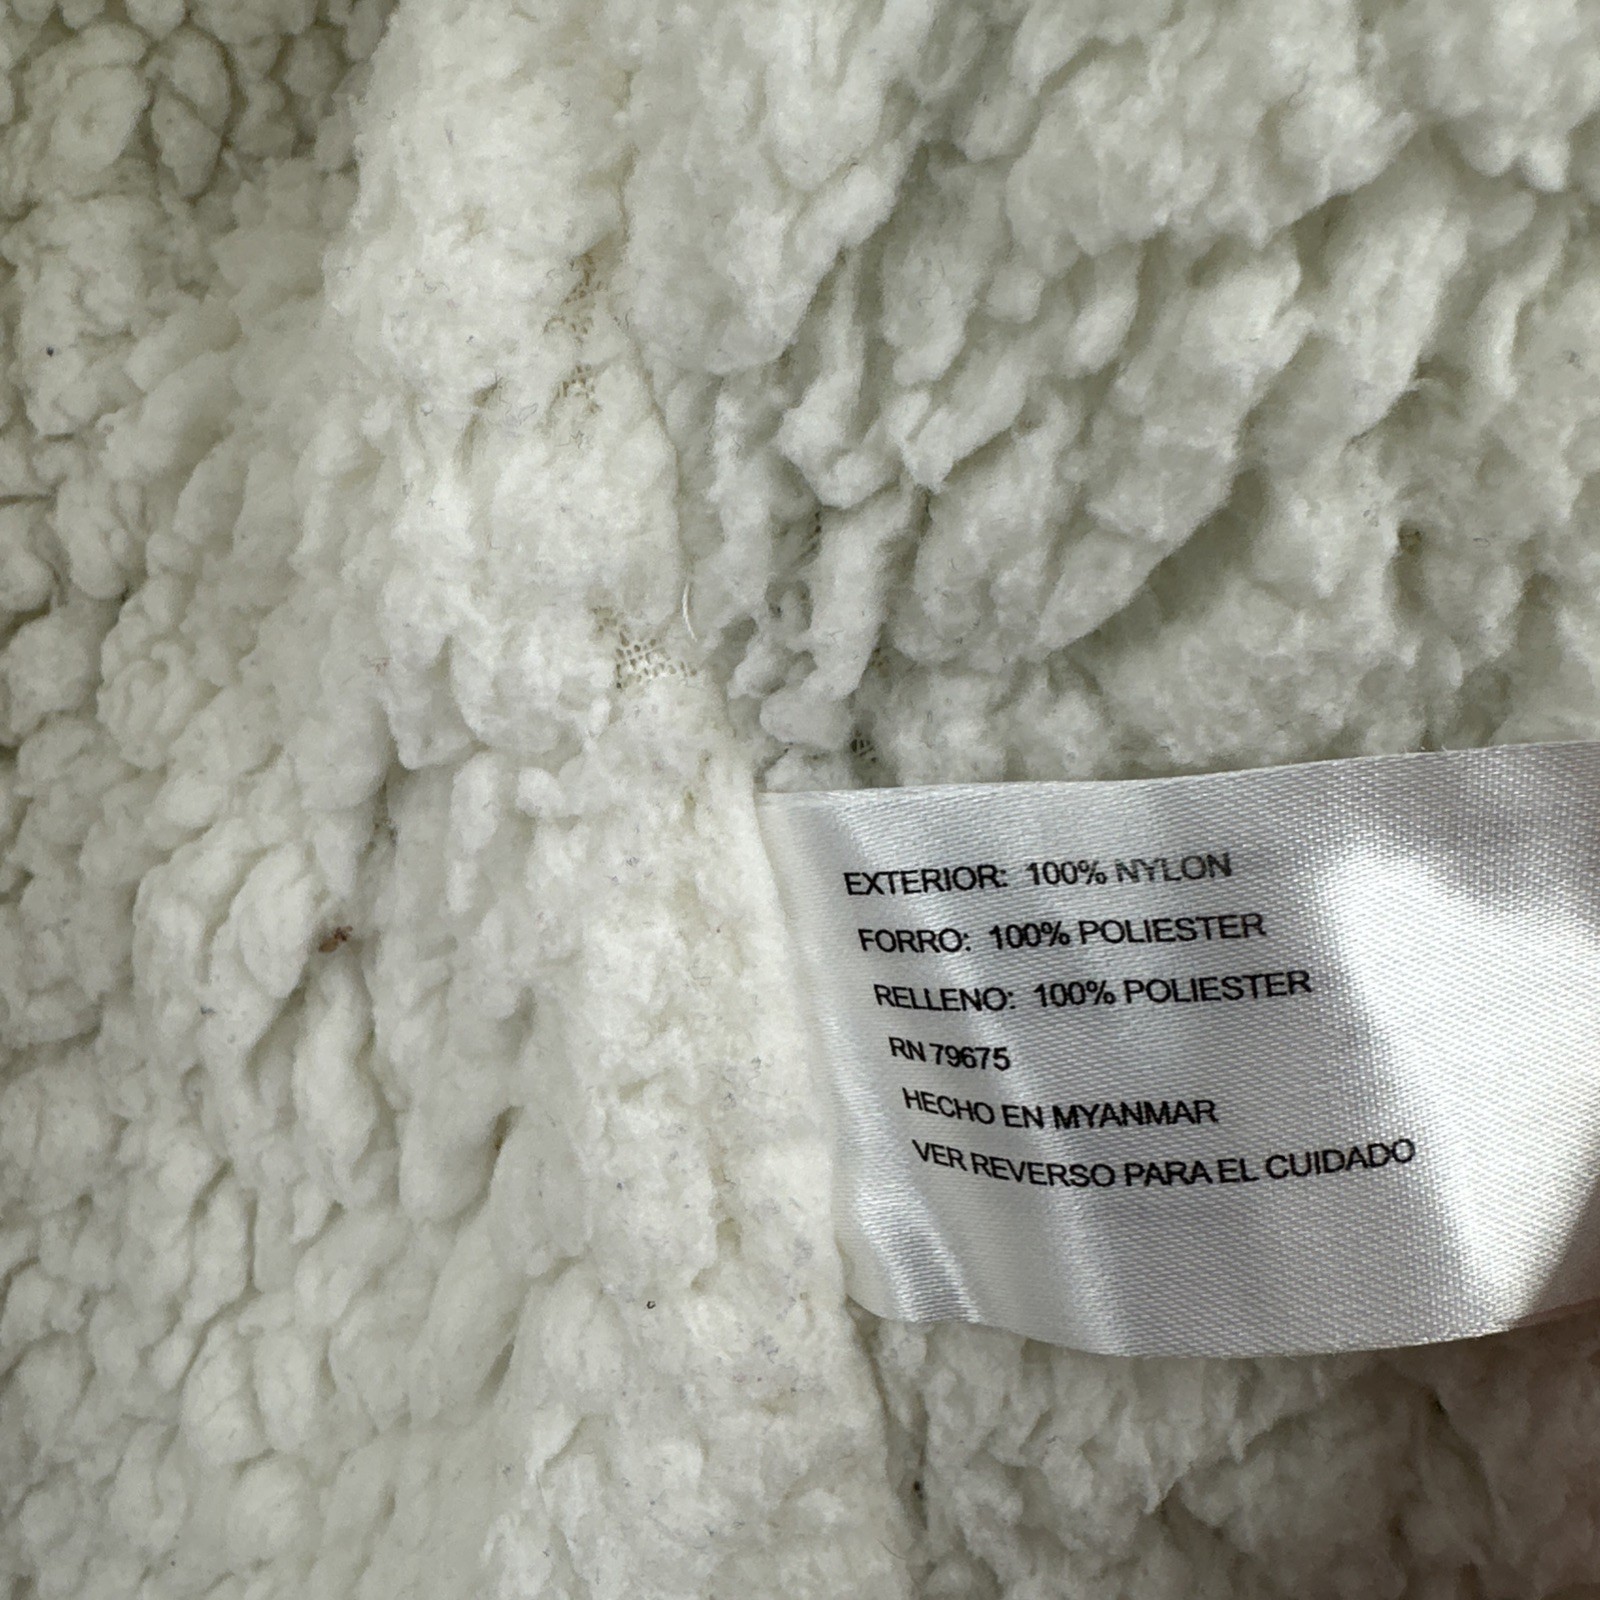 EXTERIOR: 100% NYLON
FORRO: 100% POLIESTER
RELLENO: 100% POLIESTER
RN 79675
HECHO EN MYANMAR
VER REVERSO PARA EL CUIDADO